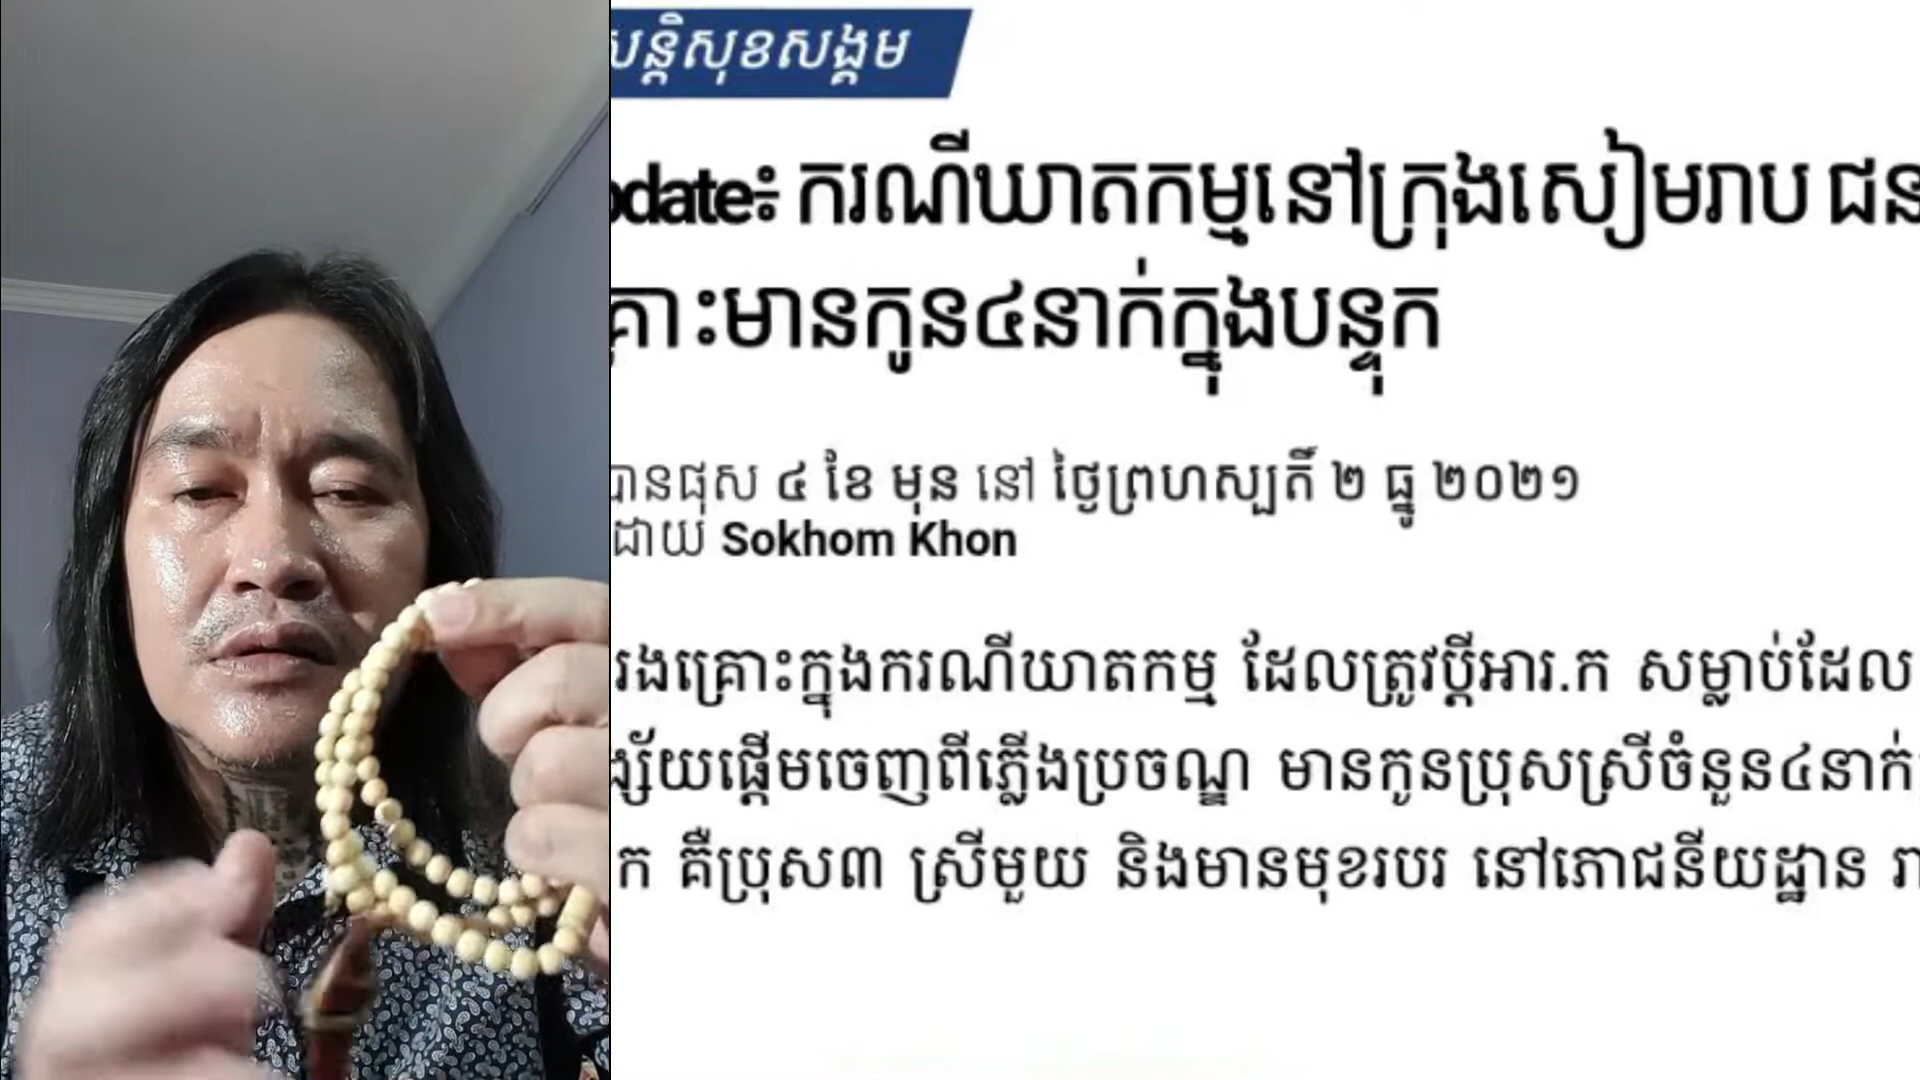 សន្តិសុខសង្គម
pdate៖ ករណីឃាតកម្មនៅក្រុងសៀមរាប ជន
គ្រោះមានកូន៤នាក់ក្នុងបន្ទុក
បានផុស ៤ ខែ មុន នៅ ថ្ងៃព្រហស្បតិ៍ ២ ធ្នូ ២០២១
ដោយ Sokhom Khon
រងគ្រោះក្នុងករណីឃាតកម្ម ដែលត្រូវប្តីអារ.ក សម្លាប់ដែល
ង្ស័យផ្តើមចេញពីភ្លើងប្រចណ្ឌ មានកូនប្រុសស្រីចំនួន៤នាក់
ក គឺប្រុស៣ ស្រីមួយ និងមានមុខរបរ នៅភោជនីយដ្ឋាន